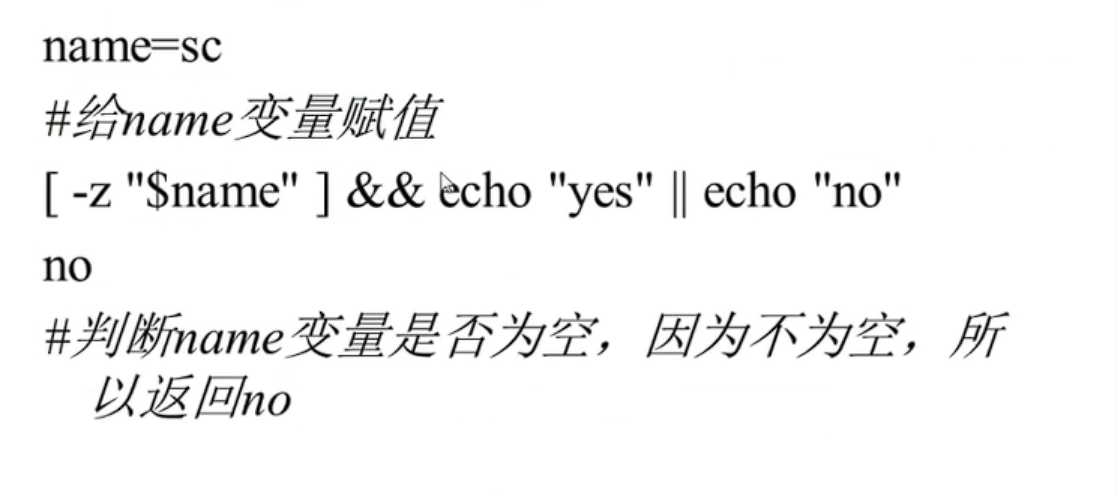 name=sc
#给name变量赋值
[ -z "$name" ] && echo "yes" || echo "no"
no
#判断name变量是否为空，因为不为空，所
以返回no